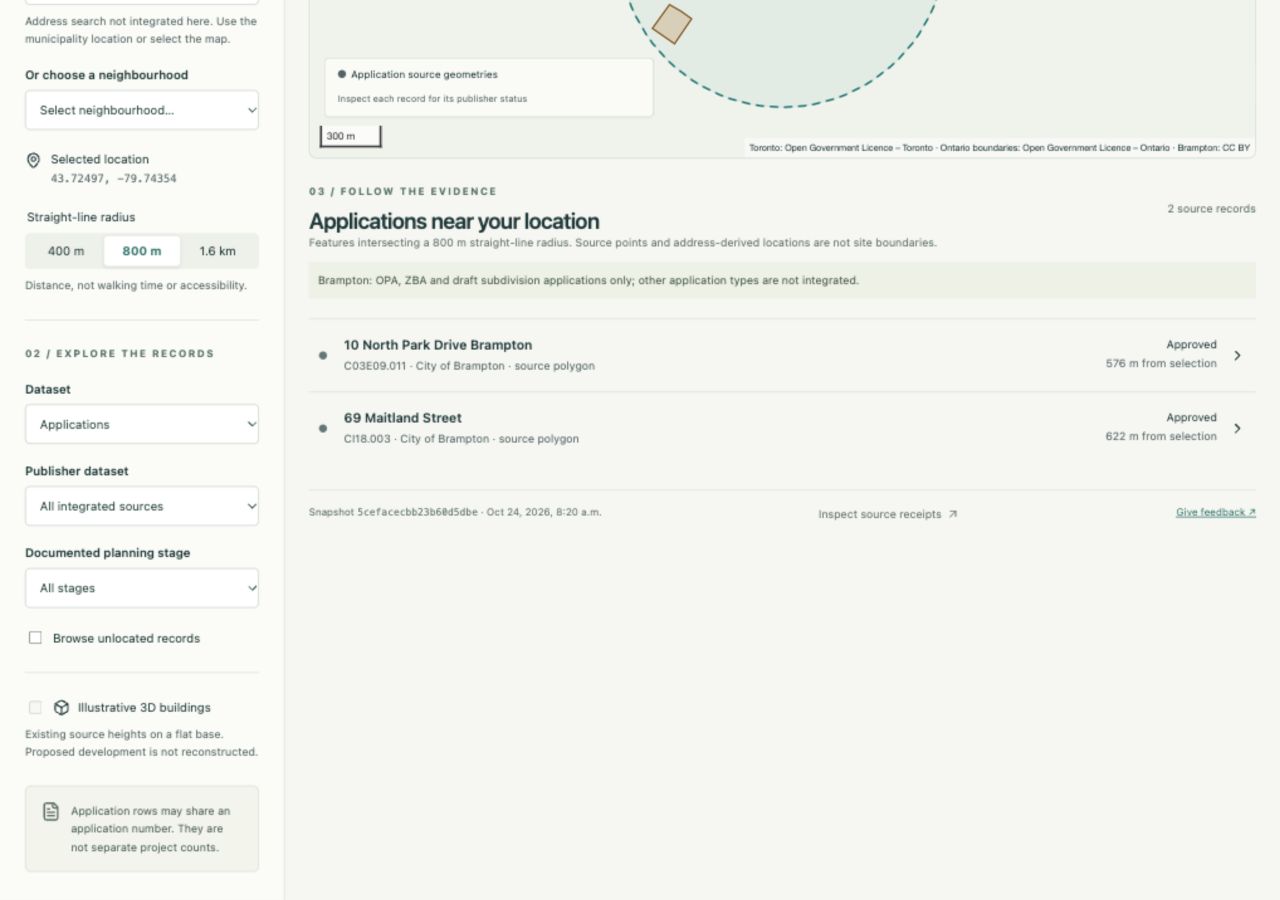 Address search not integrated here. Use the
municipality location or select the map.
Or choose a neighbourhood
Select neighbourhood...
Selected location
43.72497, −79.74354
Straight-line radius
400 m
800 m
1.6 km
Distance, not walking time or accessibility.
02 / EXPLORE THE RECORDS
Dataset
Applications
Publisher dataset
All integrated sources
Documented planning stage
All stages
Browse unlocated records
Illustrative 3D buildings
Existing source heights on a flat base.
Proposed development is not reconstructed.
Application rows may share an
application number. They are
not separate project counts.
Application source geometries
Inspect each record for its publisher status
300 m
Toronto: Open Government Licence – Toronto · Ontario boundaries: Open Government Licence – Ontario · Brampton: CC BY
03 / FOLLOW THE EVIDENCE
Applications near your location
2 source records
Features intersecting a 800 m straight-line radius. Source points and address-derived locations are not site boundaries.
Brampton: OPA, ZBA and draft subdivision applications only; other application types are not integrated.
10 North Park Drive Brampton
C03E09.011 · City of Brampton · source polygon
Approved
576 m from selection
69 Maitland Street
CI18.003 · City of Brampton · source polygon
Approved
622 m from selection
Snapshot 5cefacecbb23b60d5dbe · Oct 24, 2026, 8:20 a.m.
Inspect source receipts ↗
Give feedback ↗